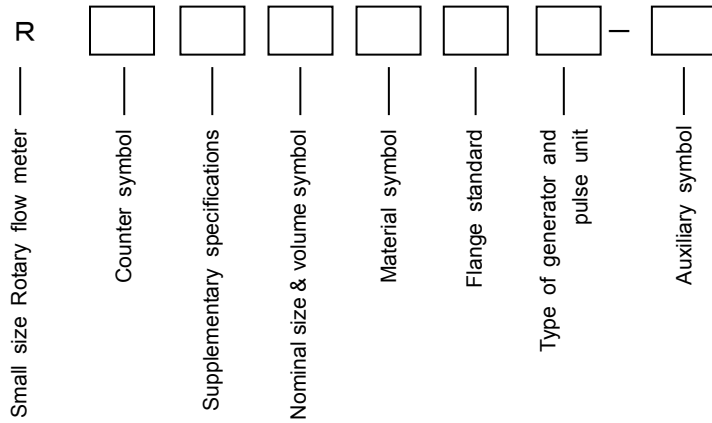 R –
Small size Rotary flow meter
Counter symbol
Supplementary specifications
Nominal size & volume symbol
Material symbol
Flange standard
Type of generator and
pulse unit
Auxiliary symbol